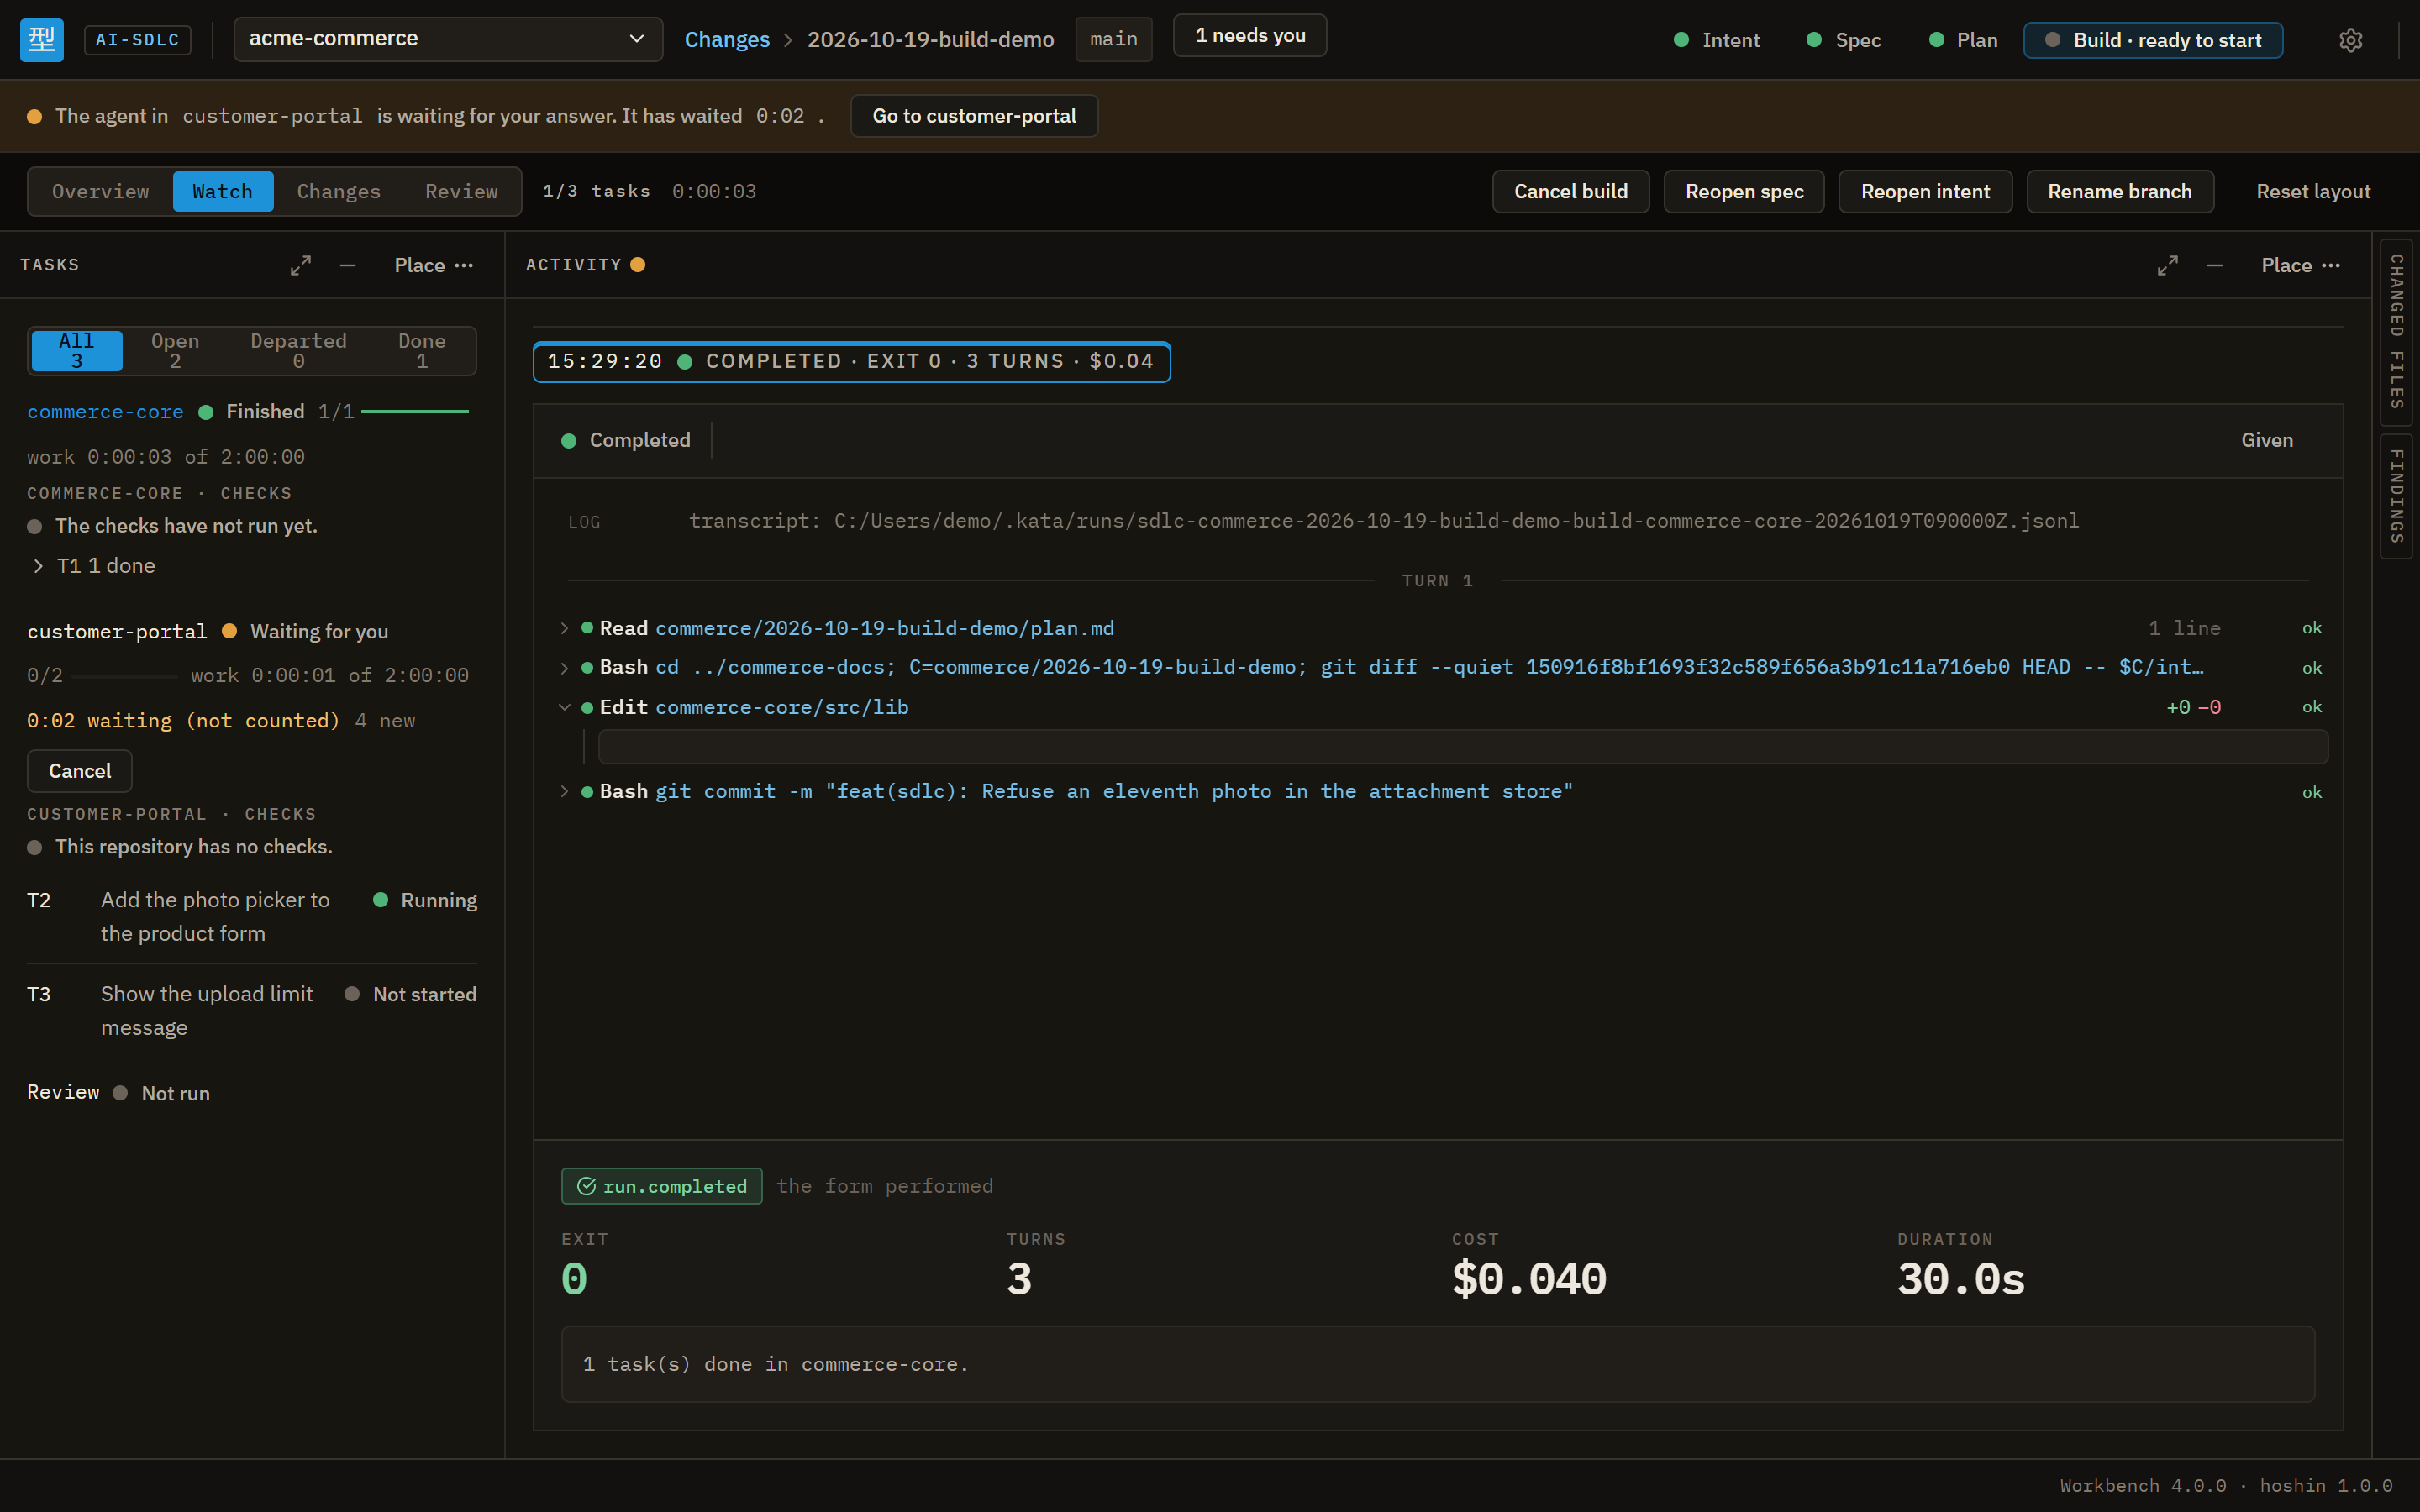 型 AI-SDLC acme-commerce Changes > 2026-10-19-build-demo main 1 needs you Intent Spec Plan Build · ready to start
The agent in customer-portal is waiting for your answer. It has waited 0:02 . Go to customer-portal
Overview Watch Changes Review 1/3 tasks 0:00:03 Cancel build Reopen spec Reopen intent Rename branch Reset layout
TASKS Place ···
All 3 Open 2 Departed 0 Done 1
commerce-core Finished 1/1
work 0:00:03 of 2:00:00
COMMERCE-CORE · CHECKS
The checks have not run yet.
T1 1 done
customer-portal Waiting for you
0/2 work 0:00:01 of 2:00:00
0:02 waiting (not counted) 4 new
Cancel
CUSTOMER-PORTAL · CHECKS
This repository has no checks.
T2 Add the photo picker to Running
the product form
T3 Show the upload limit Not started
message
Review Not run
ACTIVITY Place ···
15:29:20 COMPLETED · EXIT 0 · 3 TURNS · $0.04
Completed Given
LOG transcript: C:/Users/demo/.kata/runs/sdlc-commerce-2026-10-19-build-demo-build-commerce-core-20261019T090000Z.jsonl
TURN 1
Read commerce/2026-10-19-build-demo/plan.md 1 line ok
Bash cd ../commerce-docs; C=commerce/2026-10-19-build-demo; git diff --quiet 150916f8bf1693f32c589f656a3b91c11a716eb0 HEAD -- $C/int… ok
Edit commerce-core/src/lib +0 −0 ok
Bash git commit -m "feat(sdlc): Refuse an eleventh photo in the attachment store" ok
run.completed the form performed
EXIT TURNS COST DURATION
0 3 $0.040 30.0s
1 task(s) done in commerce-core.
CHANGED FILES
FINDINGS
Workbench 4.0.0 · hoshin 1.0.0